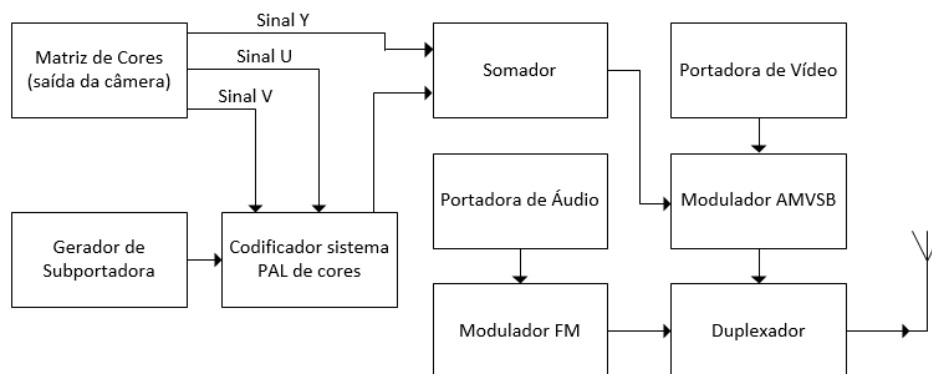 Sinal Y
Matriz de Cores
(saída da câmera)
Sinal U
Sinal V
Somador
Portadora de Vídeo
Portadora de Áudio
Modulador AMVSB
Gerador de
Subportadora
Codificador sistema
PAL de cores
Modulador FM
Duplexador